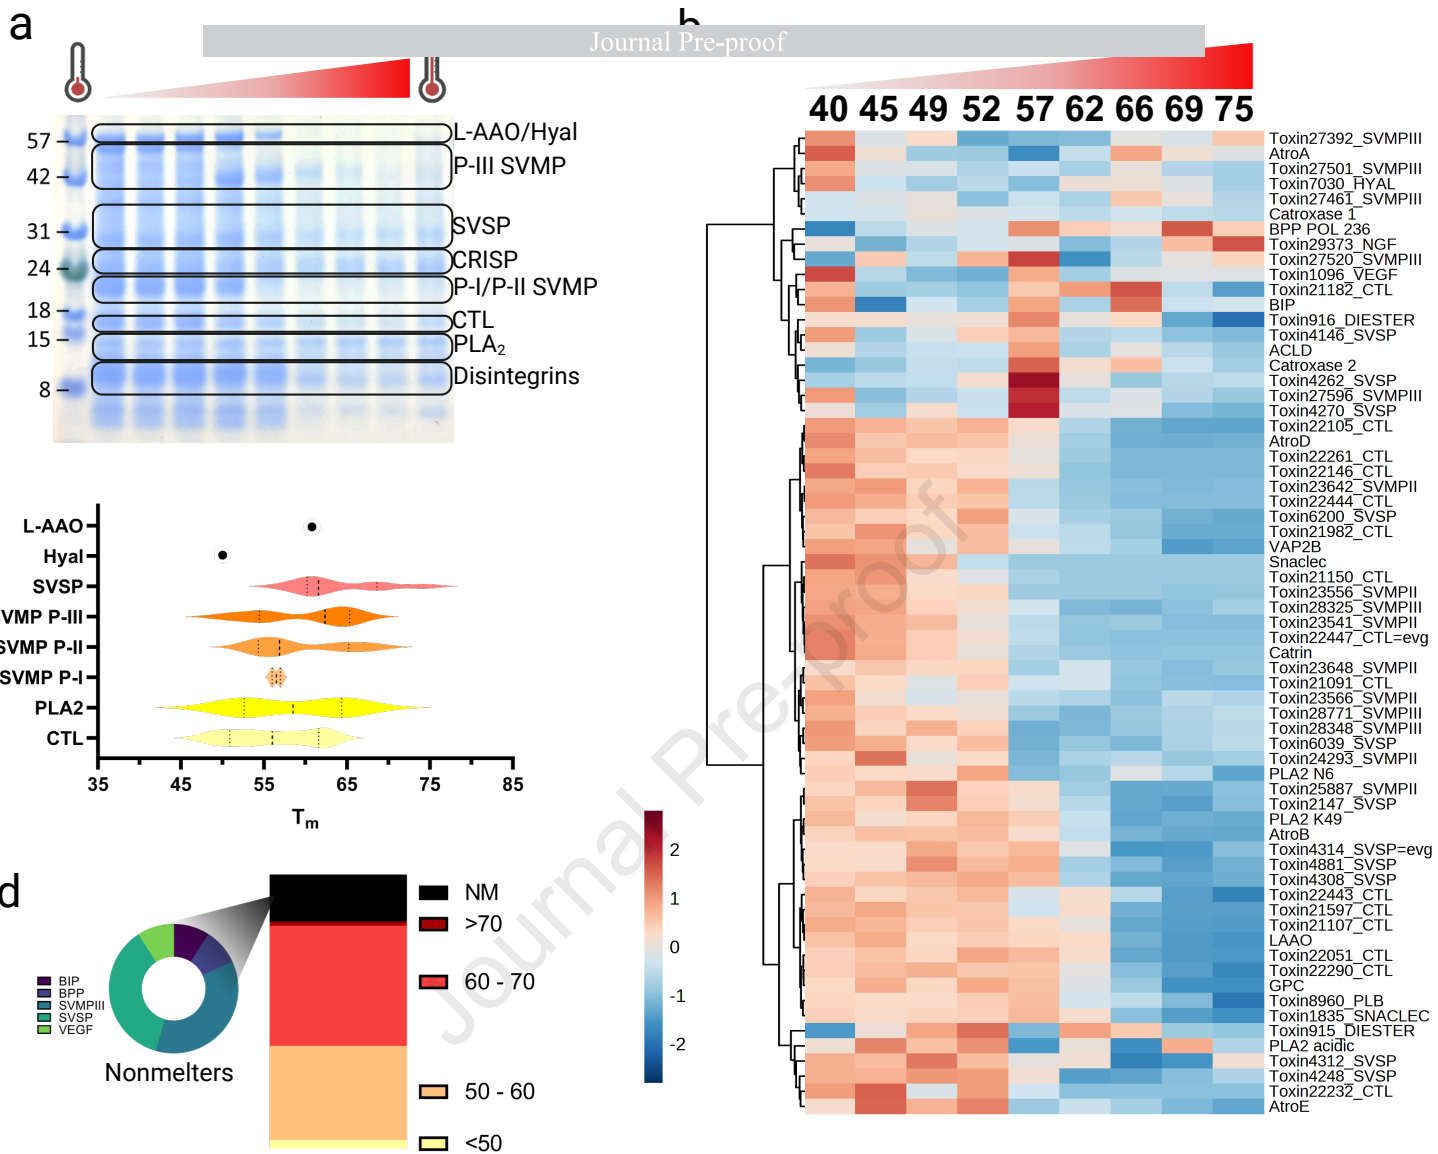 a
b
Journal Pre-proof
57
42
31
24
18
15
8
L-AAO/Hyal
P-III SVMP
SVSP
CRISP
P-I/P-II SVMP
CTL
PLA2
Disintegrins
L-AAO
Hyal
SVSP
VMP P-III
SVMP P-II
SVMP P-I
PLA2
CTL
35 45 55 65 75 85
Tm
d
NM
>70
60 - 70
50 - 60
<50
BIP
BPP
SVMPIII
SVSP
VEGF
Nonmelters
40 45 49 52 57 62 66 69 75
Toxin27392_SVMPIII
AtroA
Toxin27501_SVMPIII
Toxin7030_HYAL
Toxin27461_SVMPIII
Catroxase 1
BPP POL 236
Toxin29373_NGF
Toxin27520_SVMPIII
Toxin1096_VEGF
Toxin21182_CTL
BIP
Toxin916_DIESTER
Toxin4146_SVSP
ACLD
Catroxase 2
Toxin4262_SVSP
Toxin27596_SVMPIII
Toxin4270_SVSP
Toxin22105_CTL
AtroD
Toxin22261_CTL
Toxin22146_CTL
Toxin23642_SVMPII
Toxin22444_CTL
Toxin6200_SVSP
Toxin21982_CTL
VAP2B
Snaclec
Toxin21150_CTL
Toxin23556_SVMPII
Toxin28325_SVMPIII
Toxin23541_SVMPII
Toxin22447_CTL=evg
Catrin
Toxin23648_SVMPII
Toxin21091_CTL
Toxin23566_SVMPII
Toxin28771_SVMPIII
Toxin28348_SVMPIII
Toxin6039_SVSP
Toxin24293_SVMPII
PLA2 N6
Toxin25887_SVMPII
Toxin2147_SVSP
PLA2 K49
AtroB
Toxin4314_SVSP=evg
Toxin4881_SVSP
Toxin4308_SVSP
Toxin22443_CTL
Toxin21597_CTL
Toxin21107_CTL
LAAO
Toxin22051_CTL
Toxin22290_CTL
GPC
Toxin8960_PLB
Toxin1835_SNACLEC
Toxin915_DIESTER
PLA2 acidic
Toxin4312_SVSP
Toxin4248_SVSP
Toxin22232_CTL
AtroE
2
1
0
-1
-2
Journal Pre-proof